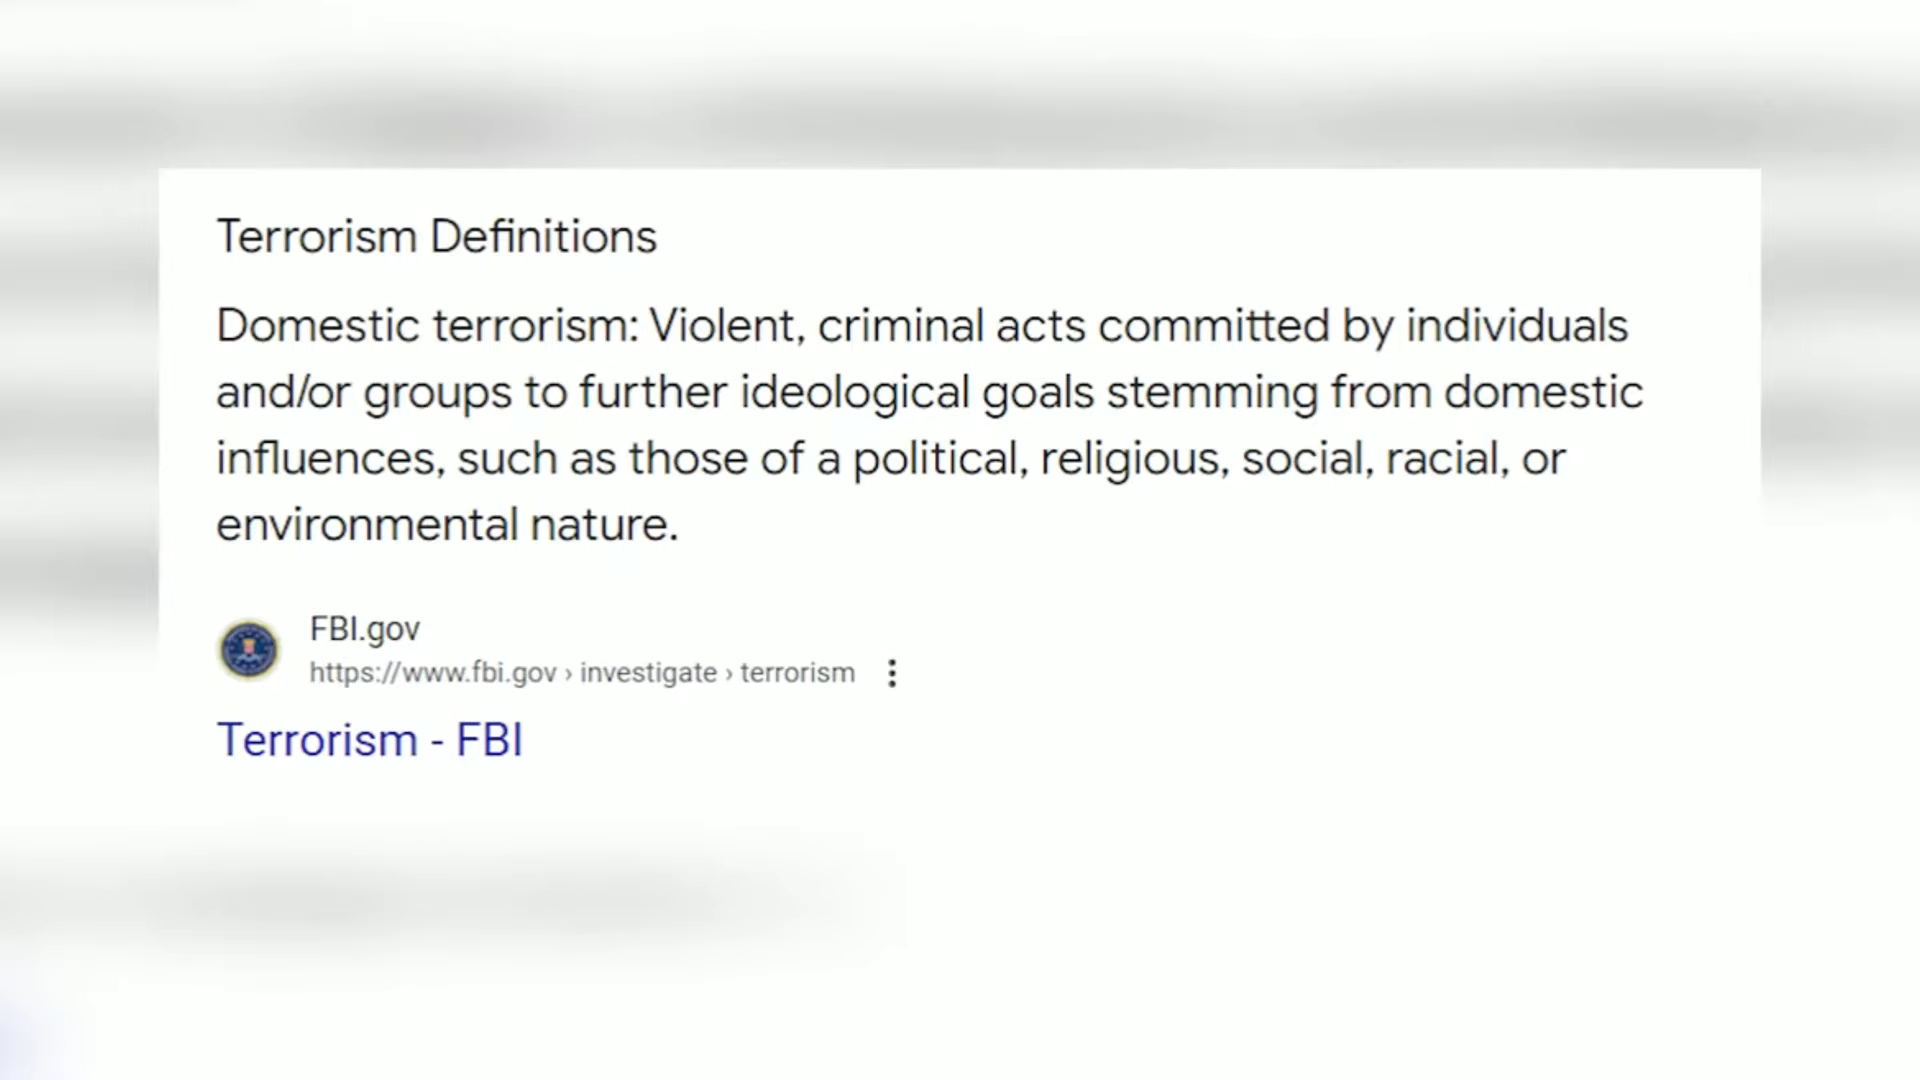 Terrorism Definitions
Domestic terrorism: Violent, criminal acts committed by individuals
and/or groups to further ideological goals stemming from domestic
influences, such as those of a political, religious, social, racial, or
environmental nature.
FBI.gov
https://www.fbi.gov › investigate › terrorism
Terrorism - FBI